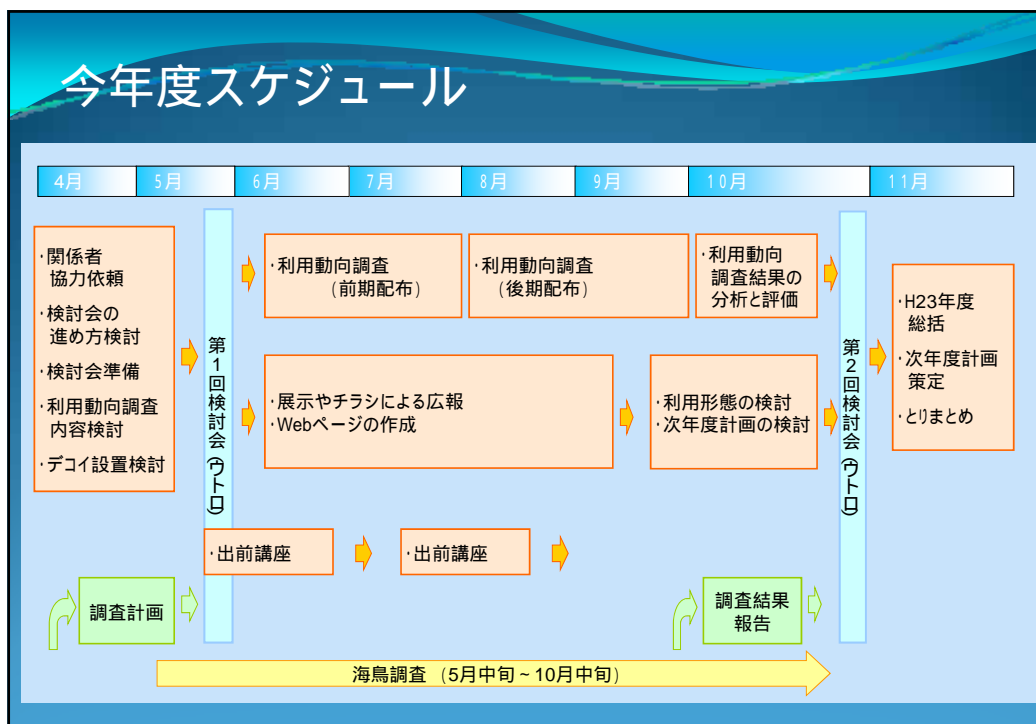 今年度スケジュール
4月
5月
6月
7月
8月
9月
10月
11月
・関係者
協力依頼
・検討会の
進め方検討
・検討会準備
・利用動向調査
内容検討
・デコイ設置検討
第1回検討会(ウトロ)
・利用動向調査
(前期配布)
・利用動向調査
(後期配布)
・利用動向
調査結果の
分析と評価
・展示やチラシによる広報
・Webページの作成
・利用形態の検討
・次年度計画の検討
第2回検討会(ウトロ)
・H23年度
総括
・次年度計画
策定
・とりまとめ
・出前講座
・出前講座
調査計画
調査結果
報告
海鳥調査 (5月中旬~10月中旬)